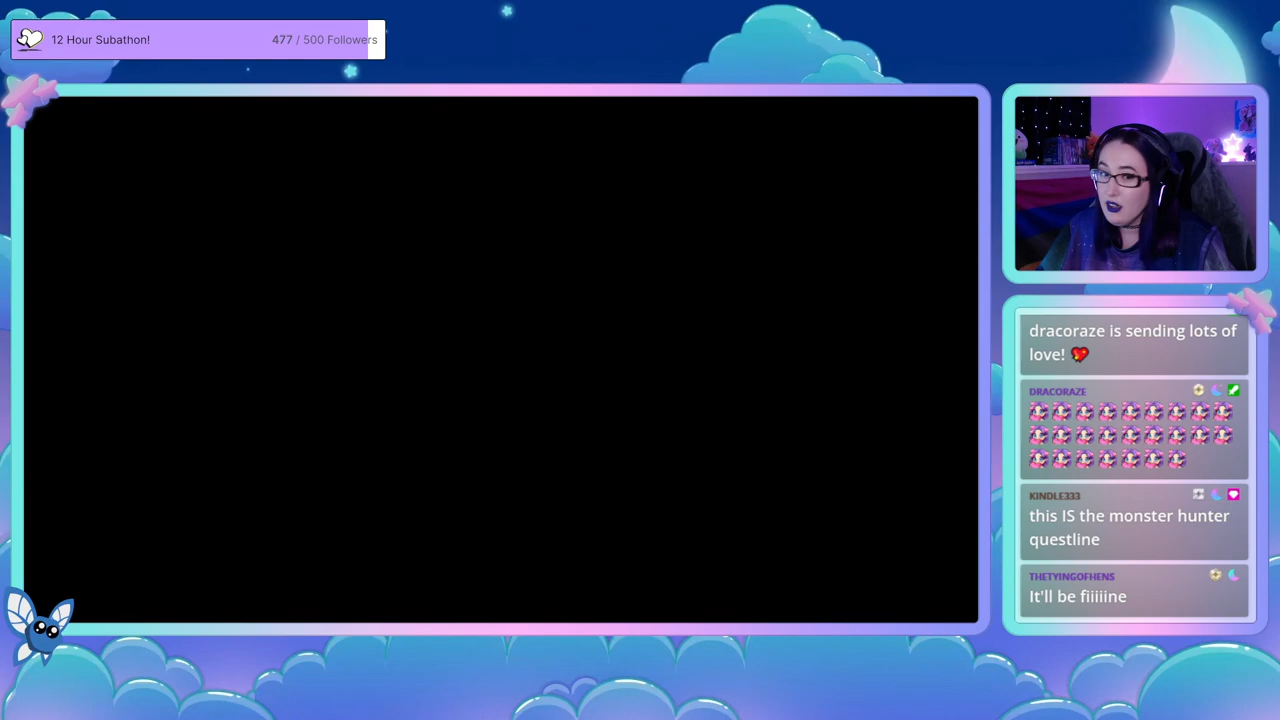 12 Hour Subathon!
477 / 500 Followers
dracoraze is sending lots of
love! 💖
DRACORAZE
KINDLE333
this IS the monster hunter
questline
THETYINGOFHENS
It'll be fiiiiine